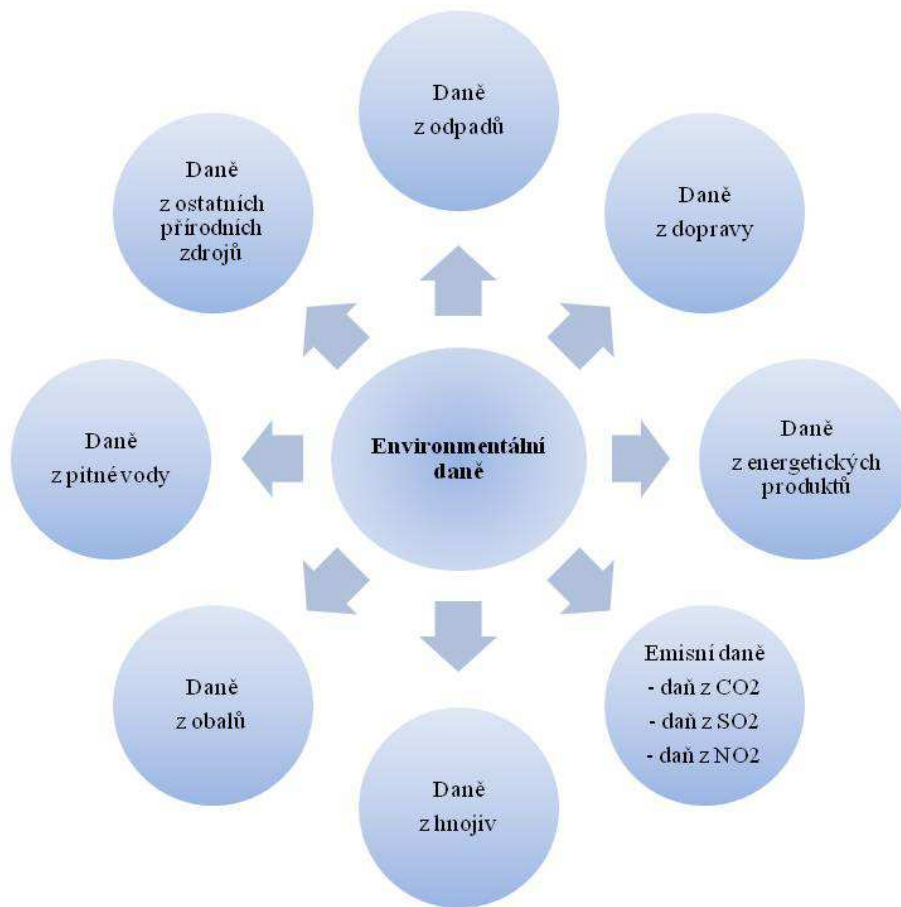 Daně
z odpadů
Daně
z dopravy
Daně
z energetických
produktů
Emisní daně
- daň z CO2
- daň z SO2
- daň z NO2
Daně
z hnojiv
Daně
z obalů
Daně
z pitné vody
Daně
z ostatních
přírodních
zdrojů
Environmentální
daně